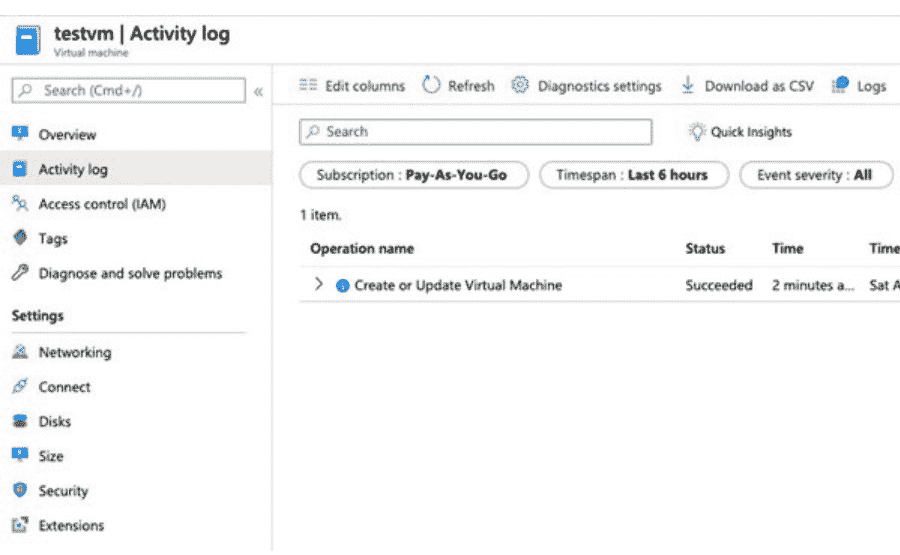 testvm | Activity log
Virtual machine
Search (Cmd+/)
«
Overview
Activity log
Access control (IAM)
Tags
Diagnose and solve problems
Settings
Networking
Connect
Disks
Size
Security
Extensions
Edit columns Refresh Diagnostics settings Download as CSV Logs
Search Quick Insights
Subscription : Pay-As-You-Go Timespan : Last 6 hours Event severity : All
1 item.
Operation name Status Time Time
Create or Update Virtual Machine Succeeded 2 minutes a... Sat A